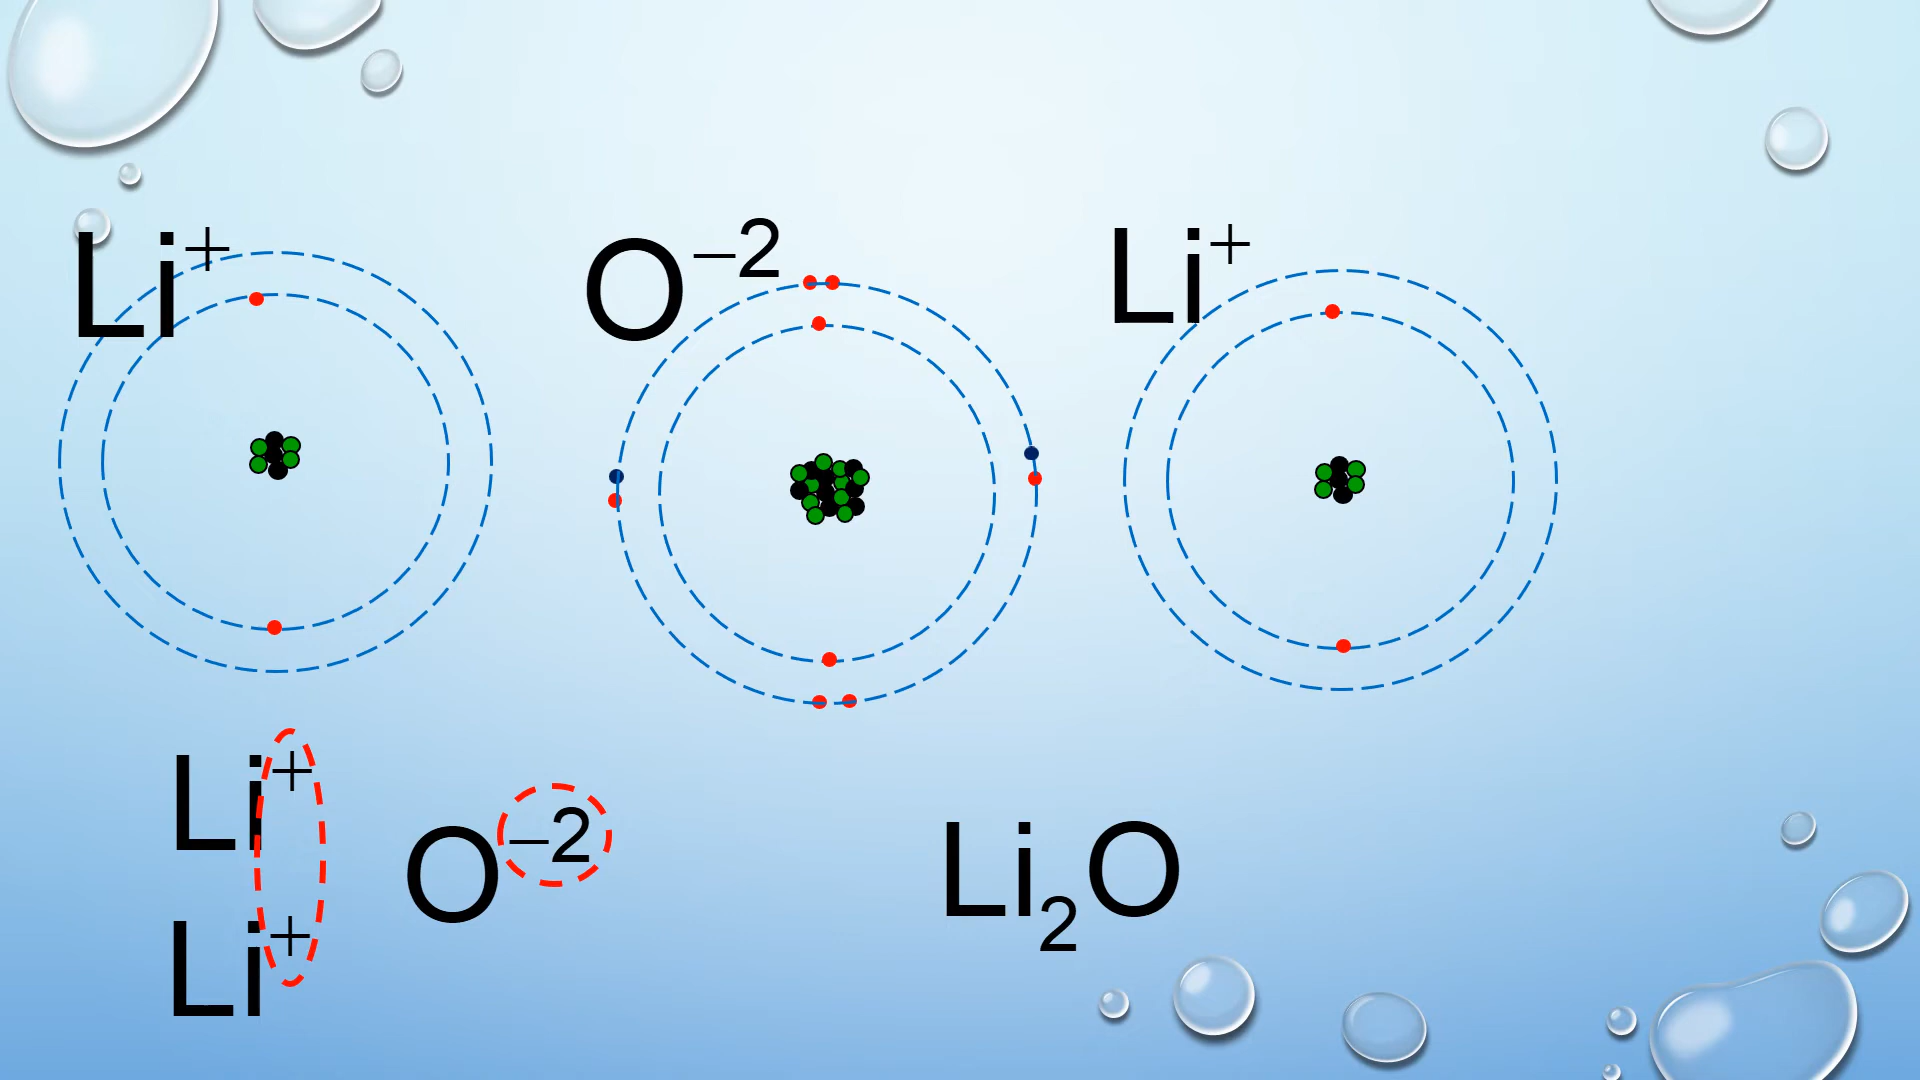 Li⁺ O⁻² Li⁺
Li⁺
O⁻² Li₂O
Li⁺